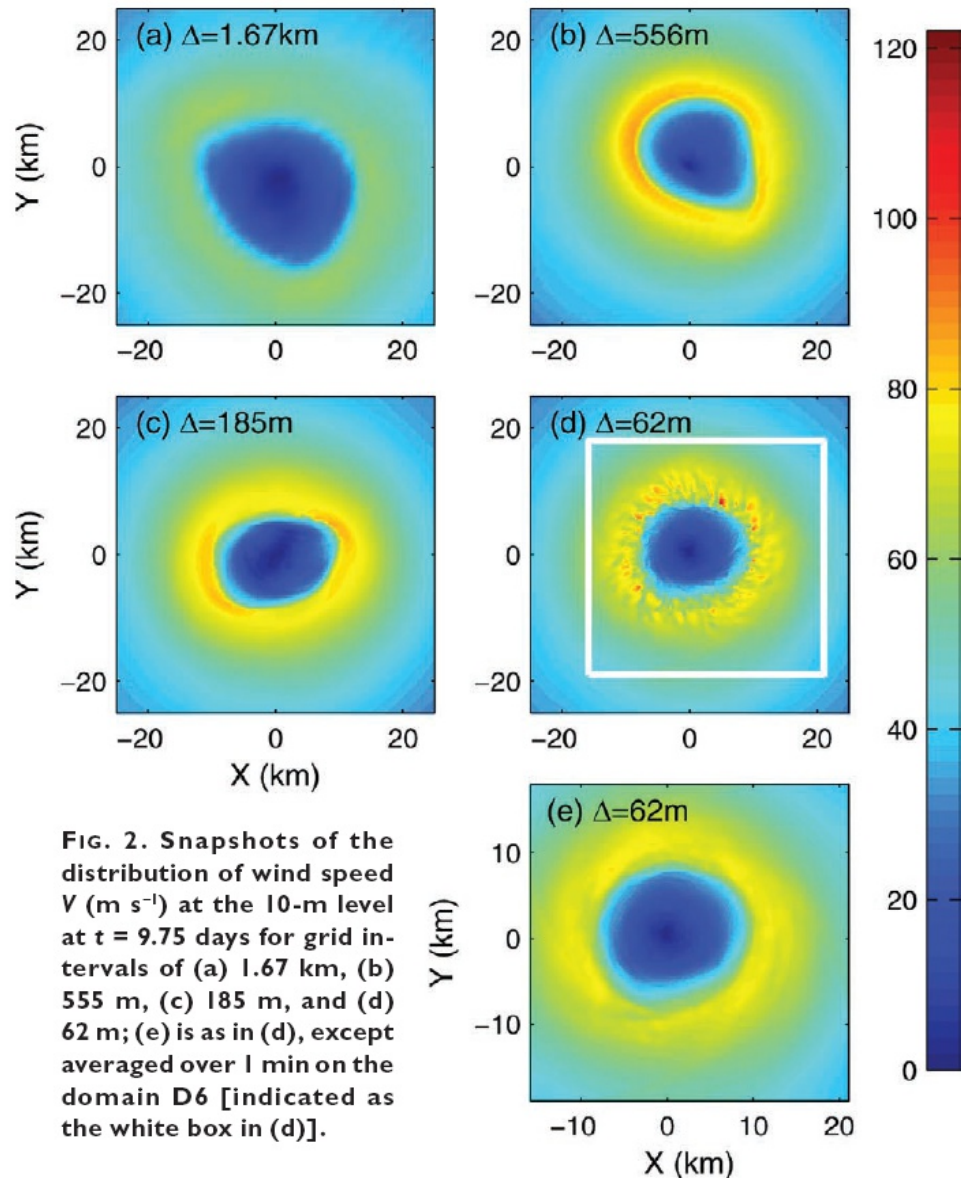 (a) Δ=1.67km
(b) Δ=556m
120
20
0
−20
Y (km)
20
0
−20
−20 0 20
−20 0 20
100
(c) Δ=185m
(d) Δ=62m
80
20
0
−20
Y (km)
20
0
−20
60
−20 0 20
X (km)
−20 0 20
40
(e) Δ=62m
FIG. 2. Snapshots of the
distribution of wind speed
V (m s⁻¹) at the 10-m level
at t = 9.75 days for grid in-
tervals of (a) 1.67 km, (b)
555 m, (c) 185 m, and (d)
62 m; (e) is as in (d), except
averaged over 1 min on the
domain D6 [indicated as
the white box in (d)].
10
0
−10
Y (km)
−10 0 10 20
X (km)
20
0